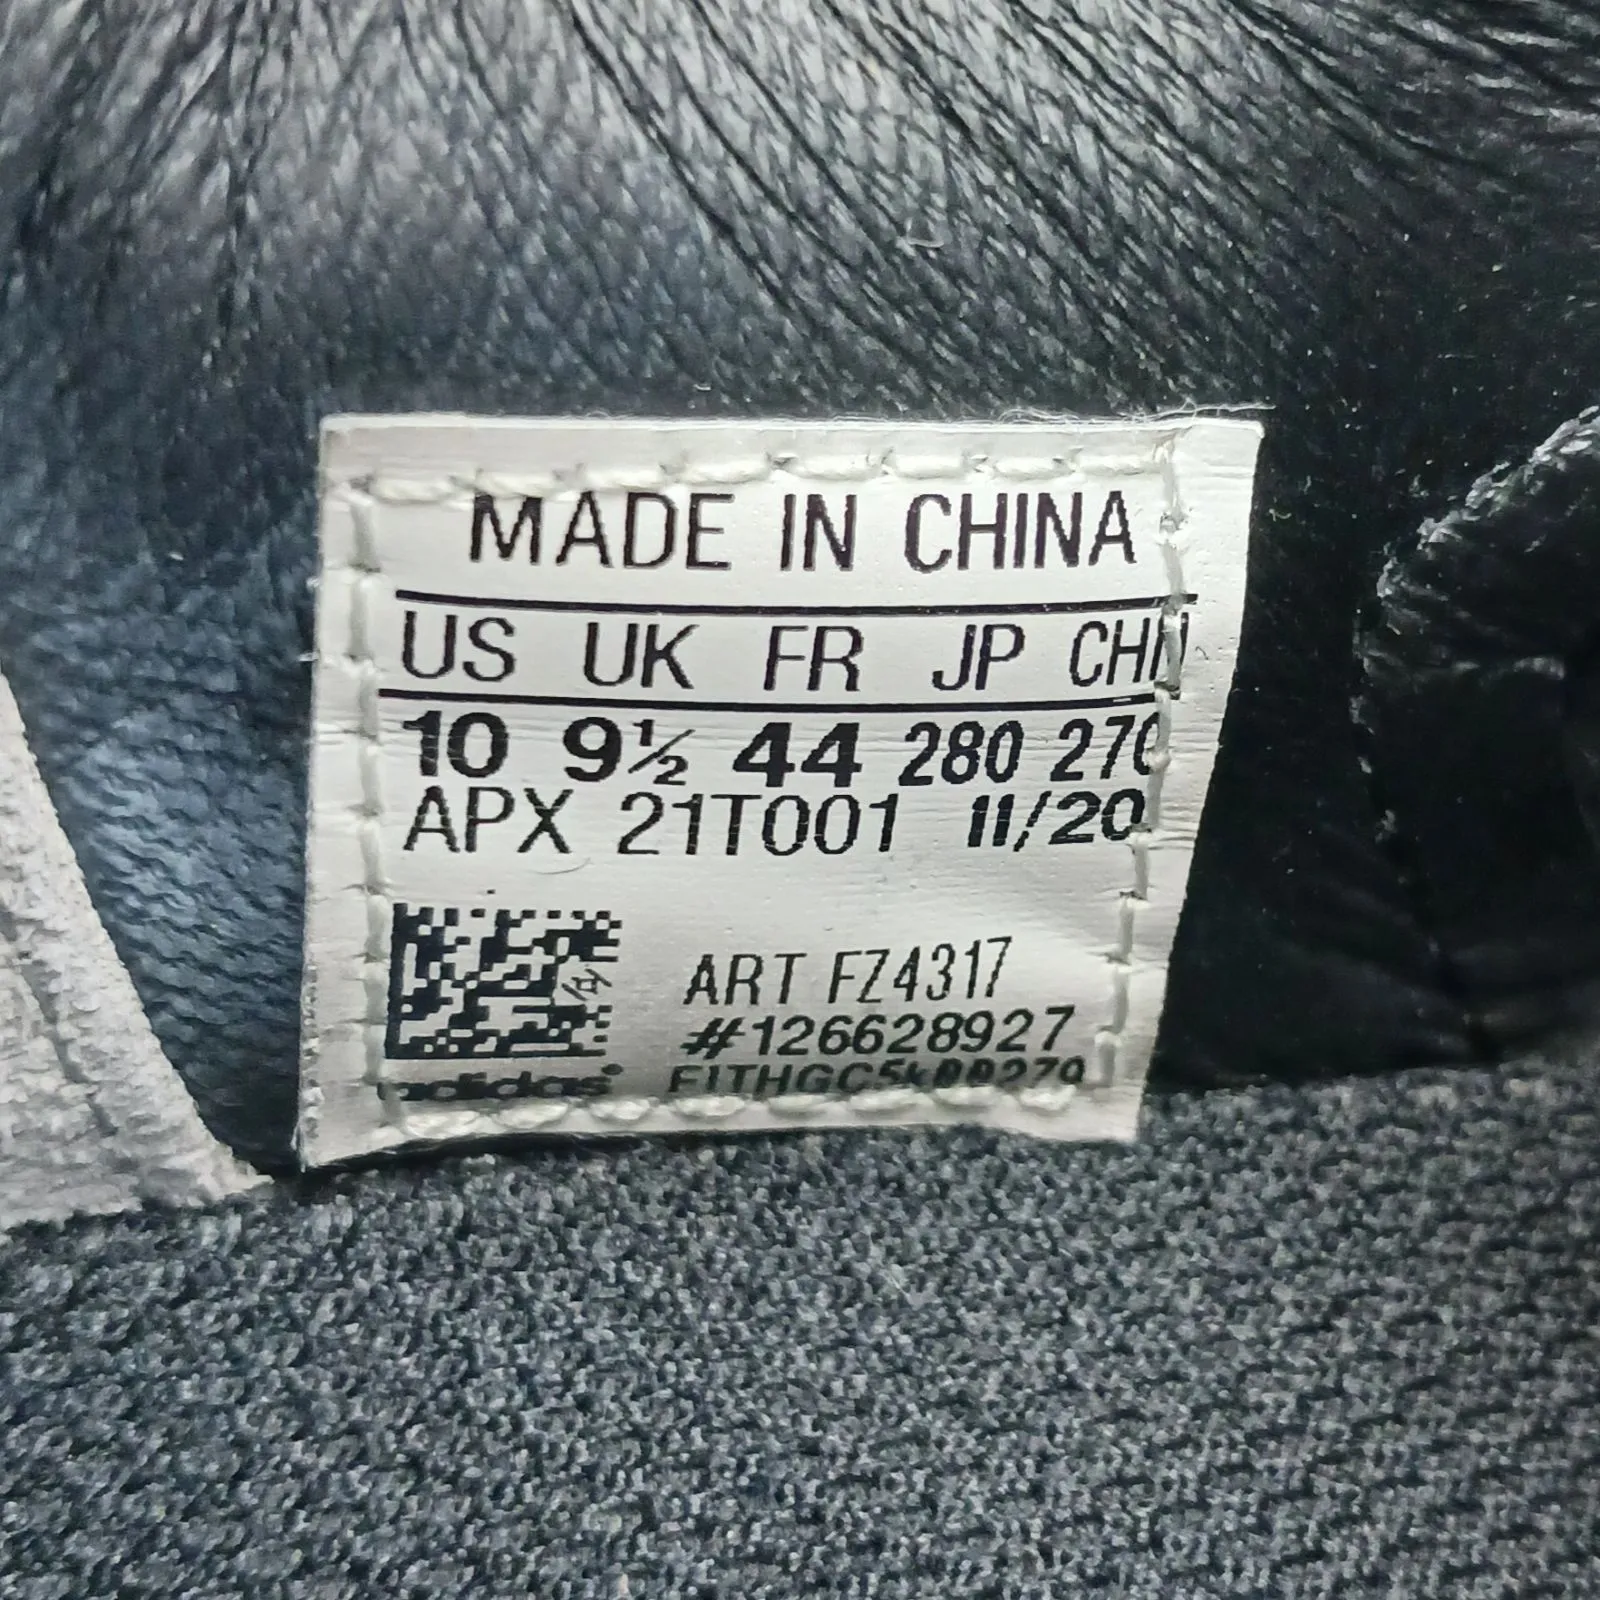 MADE IN CHINA
US UK FR JP CHN
10 9½ 44 280 270
APX 21T001 11/20
ART FZ4317
#126628927
adidas